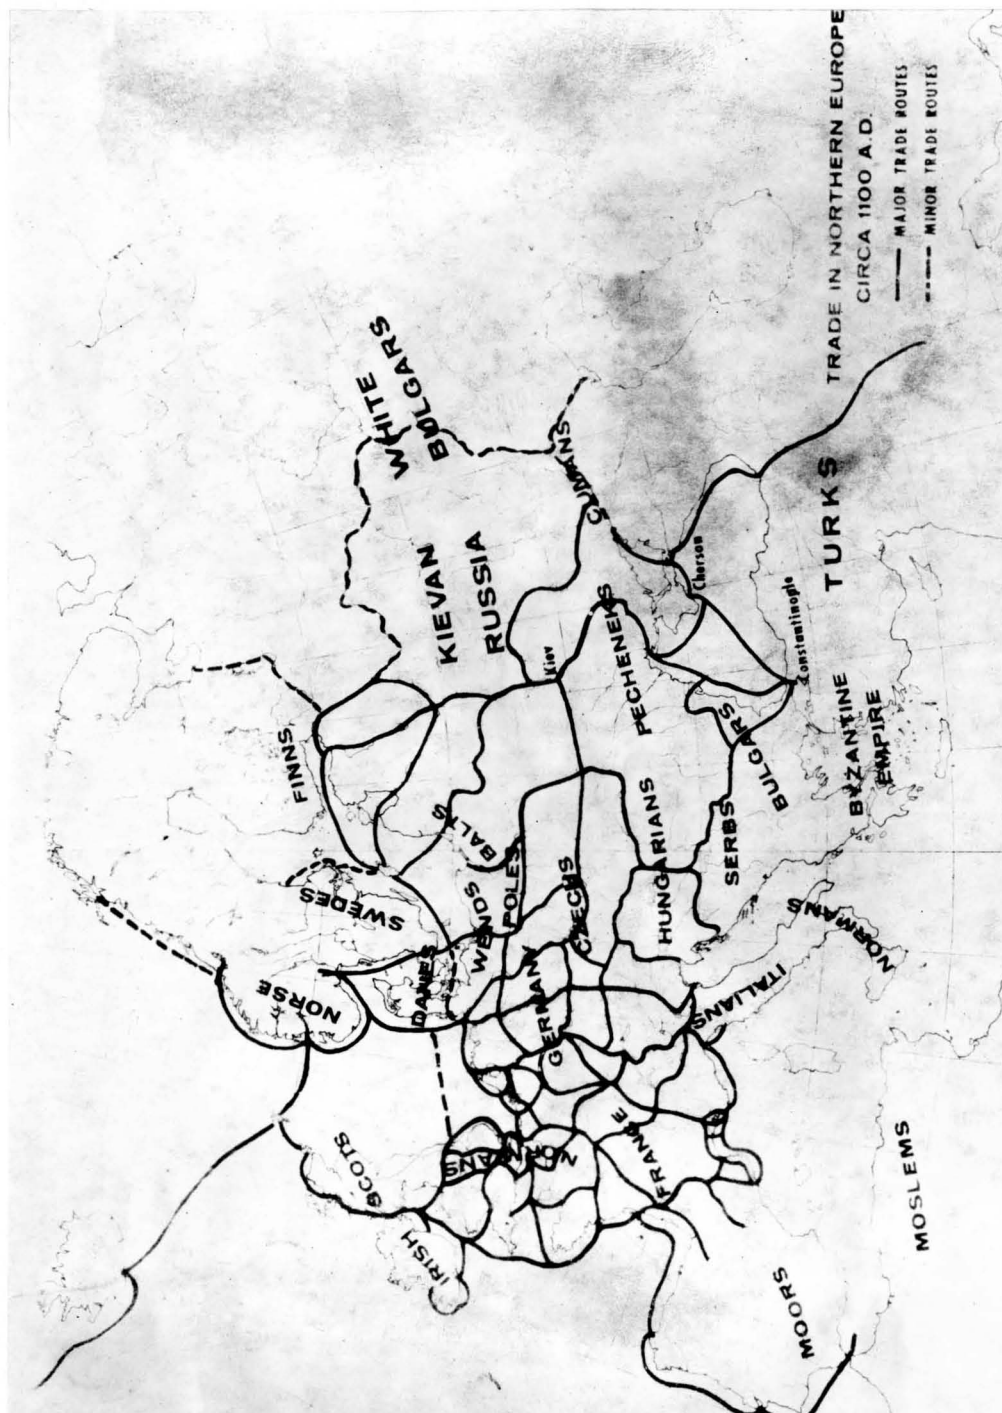 TRADE IN NORTHERN EUROPE
CIRCA 1100 A.D.
MAJOR TRADE ROUTES
MINOR TRADE ROUTES
NORSE
SWEDES
FINNS
WHITE
BULGARS
SCOTS
IRISH
DANES
WENDS
BALTS
POLES
KIEVAN
RUSSIA
CUMANS
NORMANS
GERMANY
CZECHS
Kiev
FRANCE
HUNGARIANS
PECHENEKS
Cherson
ITALIANS
SERBS
BULGARS
Constantinople
NORMANS
BYZANTINE
EMPIRE
TURKS
MOORS
MOSLEMS